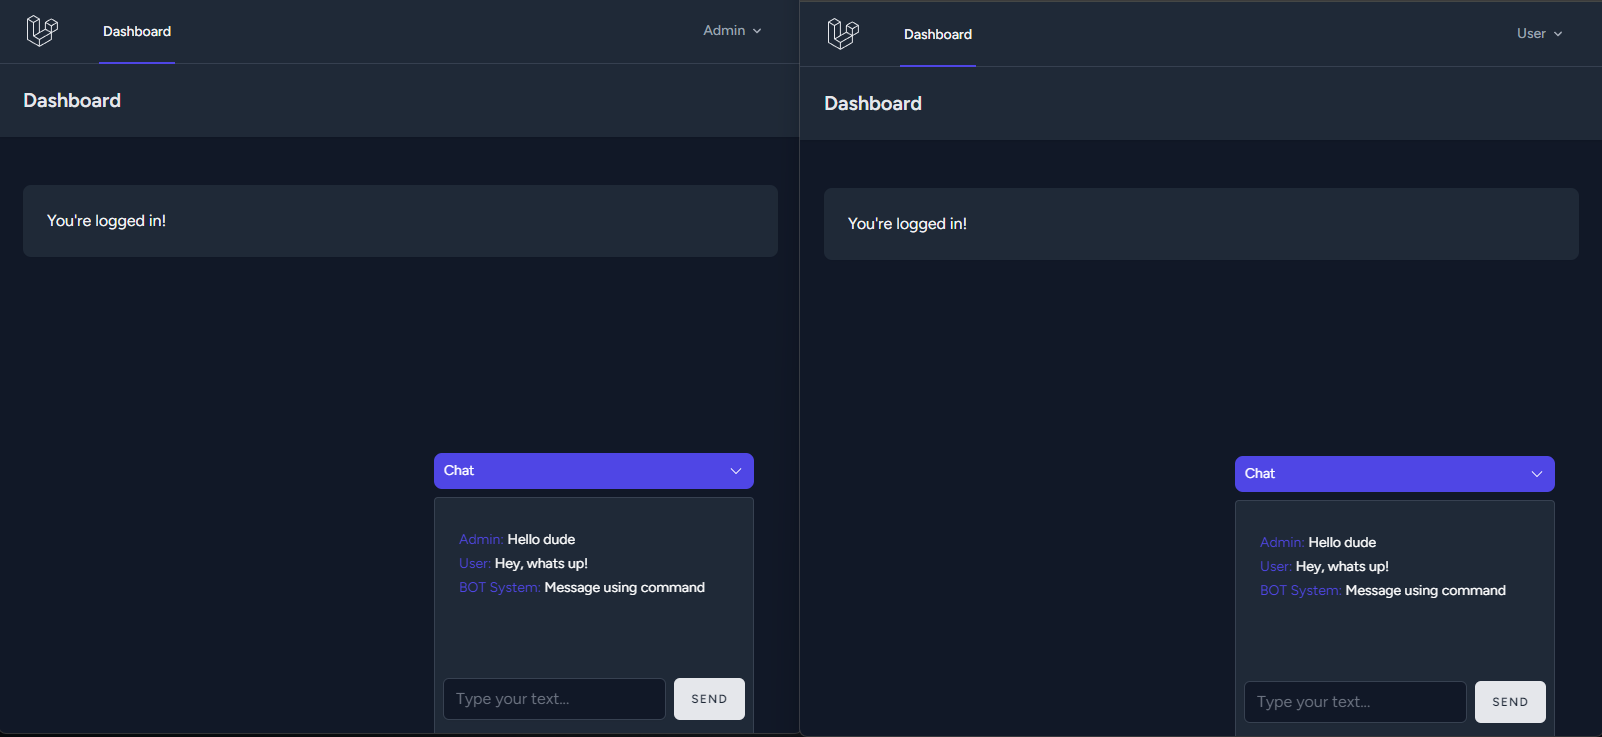 Dashboard
Admin
Dashboard
You're logged in!
Chat
Admin: Hello dude
User: Hey, whats up!
BOT System: Message using command
Type your text...
SEND
Dashboard
User
Dashboard
You're logged in!
Chat
Admin: Hello dude
User: Hey, whats up!
BOT System: Message using command
Type your text...
SEND